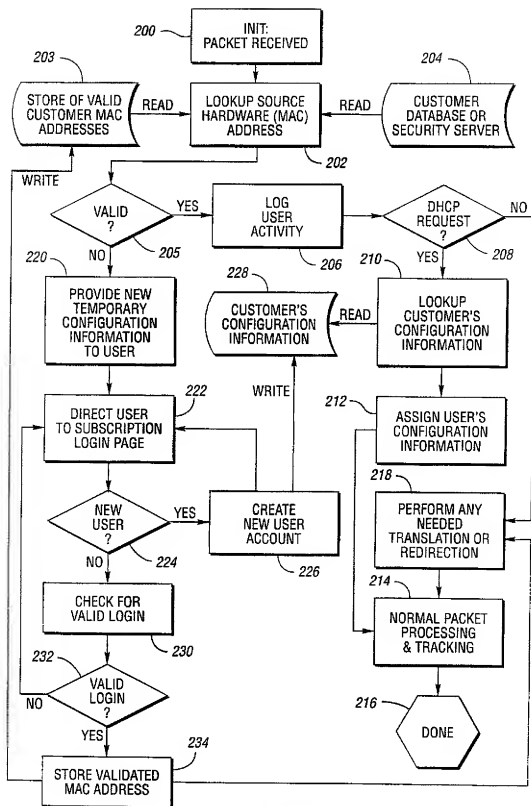 200
INIT:
PACKET RECEIVED
203
STORE OF VALID
CUSTOMER MAC
ADDRESSES
READ
LOOKUP SOURCE
HARDWARE (MAC)
ADDRESS
202
READ
204
CUSTOMER
DATABASE OR
SECURITY SERVER
WRITE
VALID
?
205
YES
NO
LOG
USER
ACTIVITY
206
DHCP
REQUEST
?
208
NO
YES
220
PROVIDE NEW
TEMPORARY
CONFIGURATION
INFORMATION
TO USER
228
CUSTOMER'S
CONFIGURATION
INFORMATION
READ
210
LOOKUP
CUSTOMER'S
CONFIGURATION
INFORMATION
WRITE
222
DIRECT USER
TO SUBSCRIPTION
LOGIN PAGE
212
ASSIGN USER'S
CONFIGURATION
INFORMATION
NEW
USER
?
224
YES
NO
CREATE
NEW USER
ACCOUNT
226
218
PERFORM ANY
NEEDED
TRANSLATION OR
REDIRECTION
CHECK FOR
VALID LOGIN
230
214
NORMAL PACKET
PROCESSING
& TRACKING
232
VALID
LOGIN
?
NO
YES
216
DONE
234
STORE VALIDATED
MAC ADDRESS